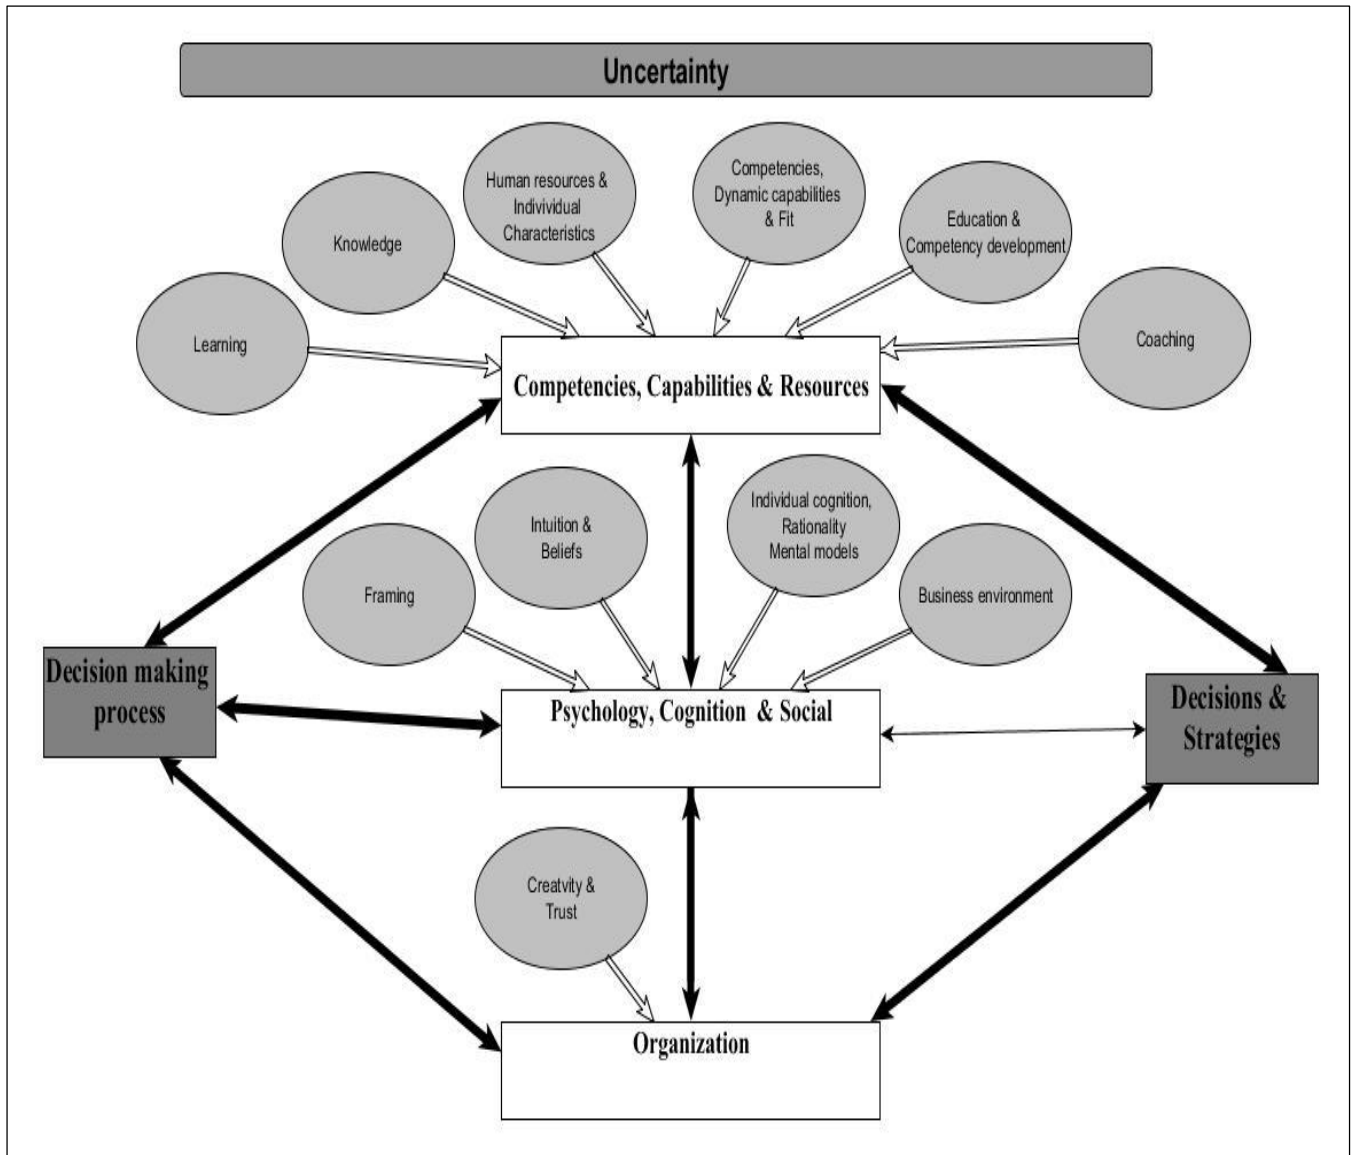 Uncertainty
Human resources &
Indivividual
Characteristics
Competencies,
Dynamic capabilities
& Fit
Knowledge
Education &
Competency development
Learning
Coaching
Competencies, Capabilities & Resources
Intuition &
Beliefs
Individual cognition,
Rationality
Mental models
Framing
Business environment
Decision making
process
Psychology, Cognition & Social
Decisions &
Strategies
Creatvity &
Trust
Organization